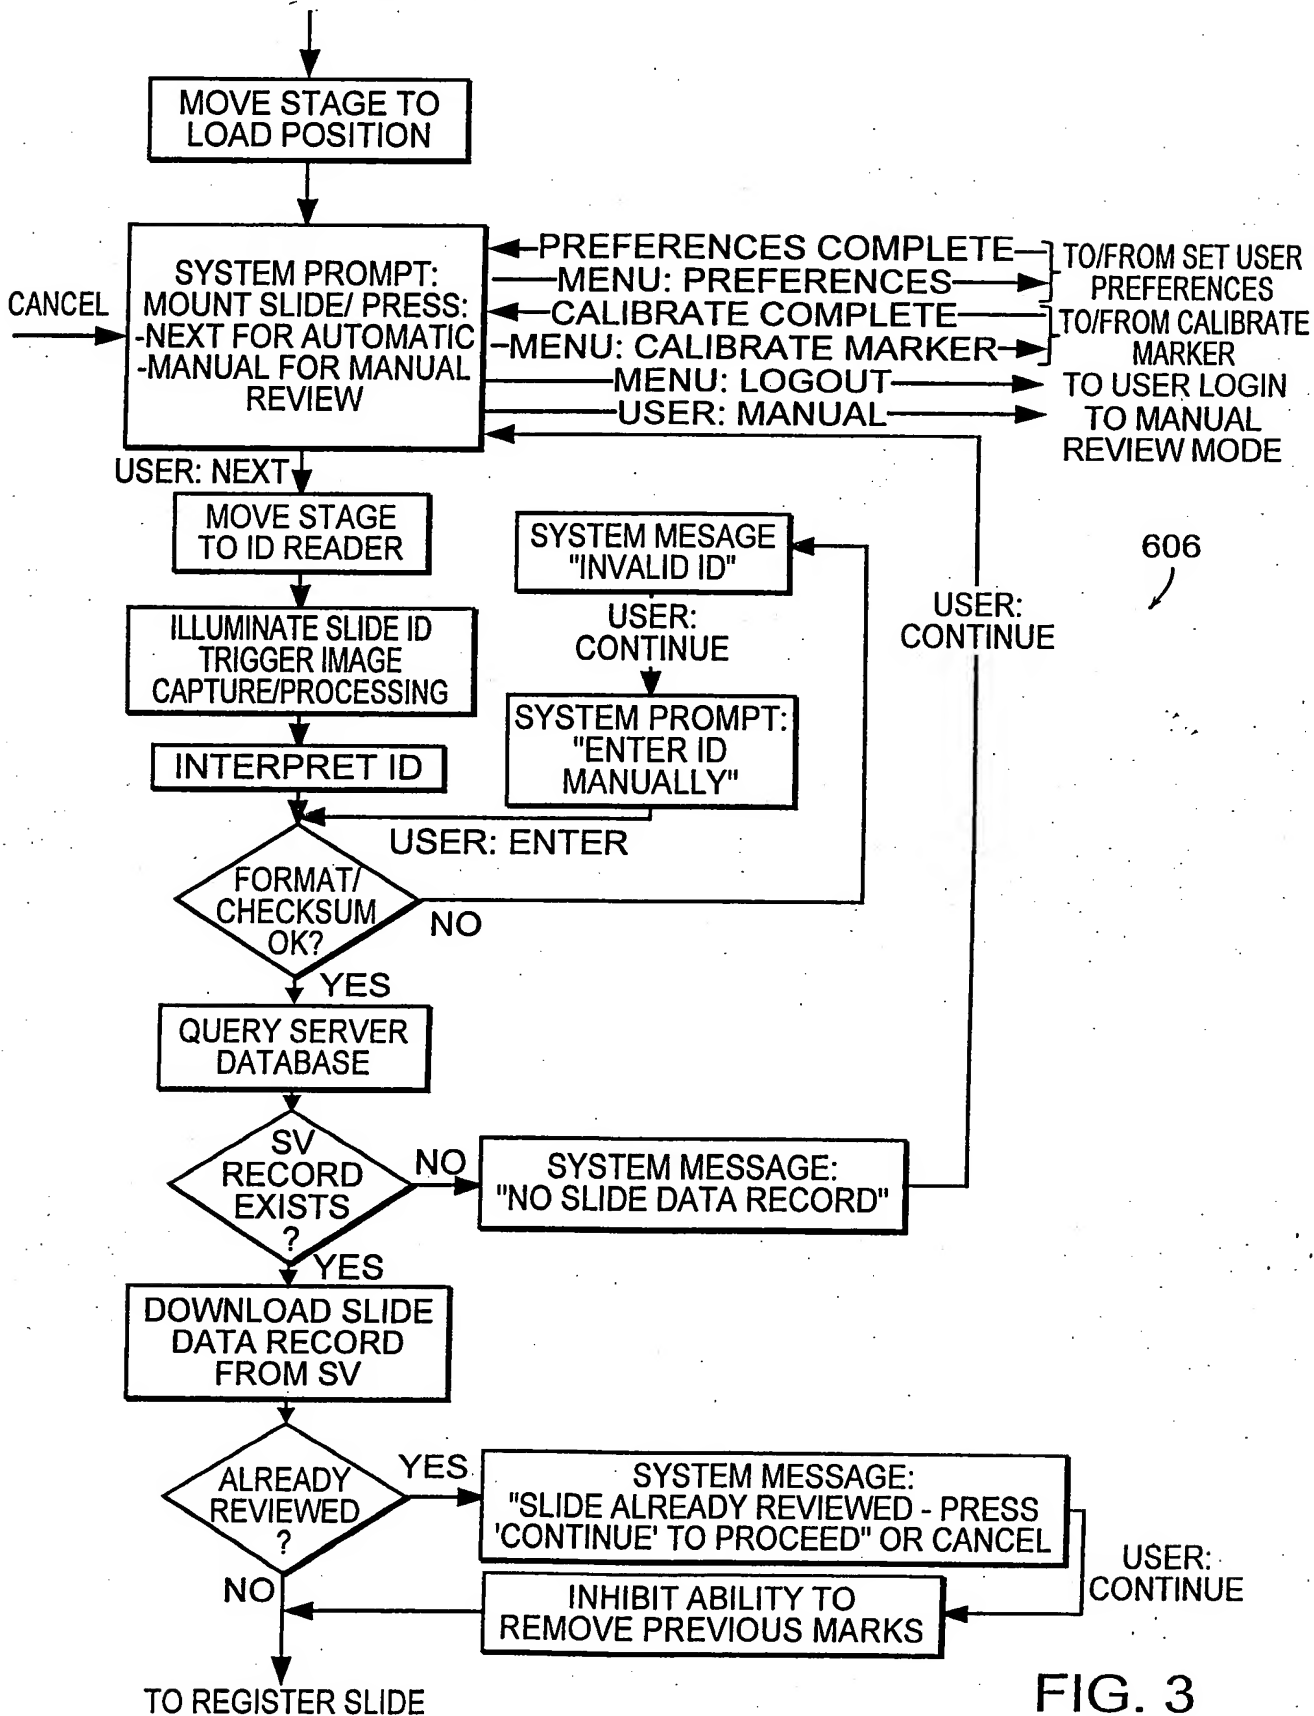 MOVE STAGE TO
LOAD POSITION
SYSTEM PROMPT:
MOUNT SLIDE/ PRESS:
-NEXT FOR AUTOMATIC
-MANUAL FOR MANUAL
REVIEW
CANCEL
PREFERENCES COMPLETE
MENU: PREFERENCES
CALIBRATE COMPLETE
MENU: CALIBRATE MARKER
MENU: LOGOUT
USER: MANUAL
TO/FROM SET USER
PREFERENCES
TO/FROM CALIBRATE
MARKER
TO USER LOGIN
TO MANUAL
REVIEW MODE
USER: NEXT
MOVE STAGE
TO ID READER
SYSTEM MESAGE
"INVALID ID"
606
USER:
CONTINUE
USER:
CONTINUE
ILLUMINATE SLIDE ID
TRIGGER IMAGE
CAPTURE/PROCESSING
SYSTEM PROMPT:
"ENTER ID
MANUALLY"
INTERPRET ID
USER: ENTER
FORMAT/
CHECKSUM
OK?
NO
YES
QUERY SERVER
DATABASE
SV
RECORD
EXISTS
?
NO
SYSTEM MESSAGE:
"NO SLIDE DATA RECORD"
YES
DOWNLOAD SLIDE
DATA RECORD
FROM SV
ALREADY
REVIEWED
?
YES
SYSTEM MESSAGE:
"SLIDE ALREADY REVIEWED - PRESS
'CONTINUE' TO PROCEED" OR CANCEL
USER:
CONTINUE
NO
INHIBIT ABILITY TO
REMOVE PREVIOUS MARKS
TO REGISTER SLIDE
FIG. 3